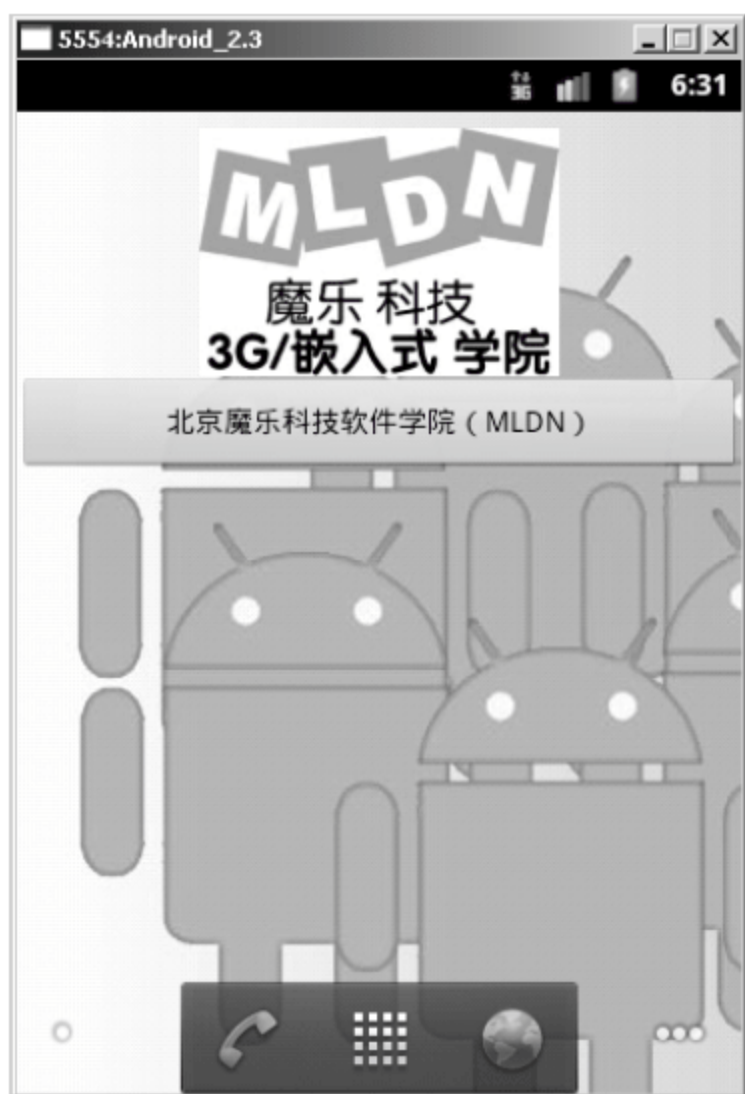 5554:Android_2.3
3G 6:31
MLDN
魔乐 科技
3G/嵌入式 学院
北京魔乐科技软件学院（MLDN）